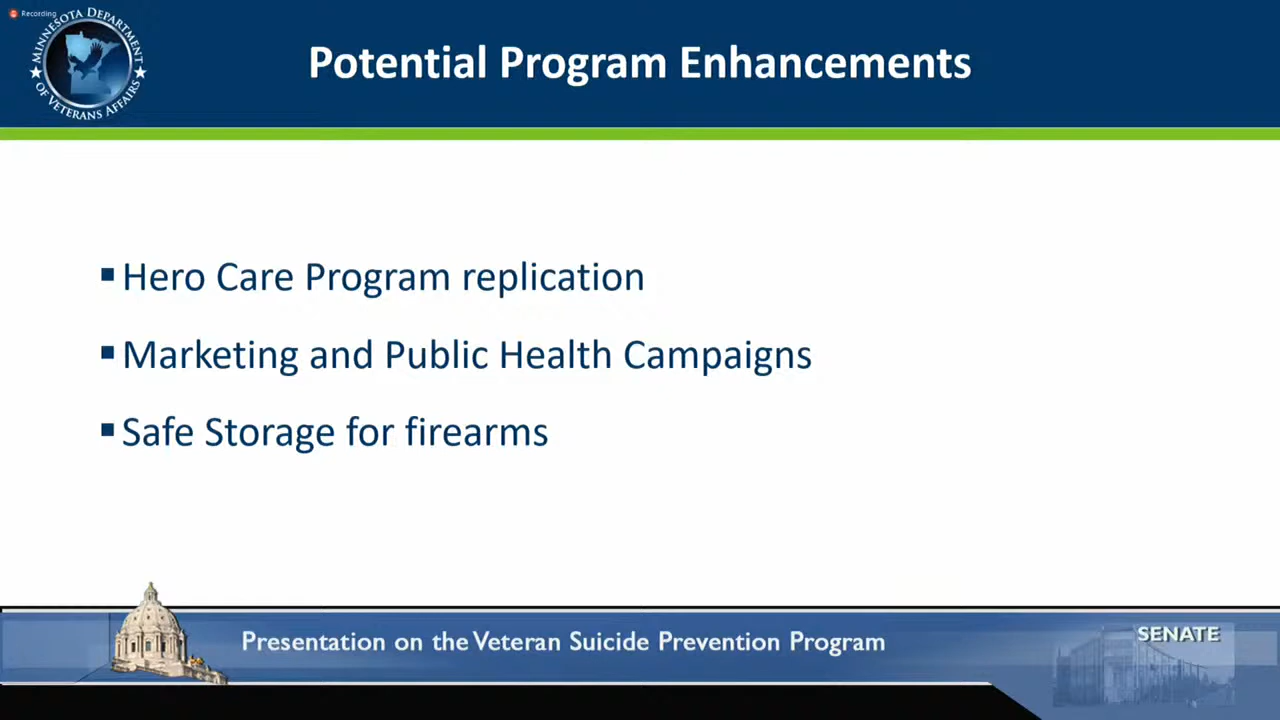 Recording
MINNESOTA DEPARTMENT
OF VETERANS AFFAIRS
Potential Program Enhancements
Hero Care Program replication
Marketing and Public Health Campaigns
Safe Storage for firearms
Presentation on the Veteran Suicide Prevention Program
SENATE